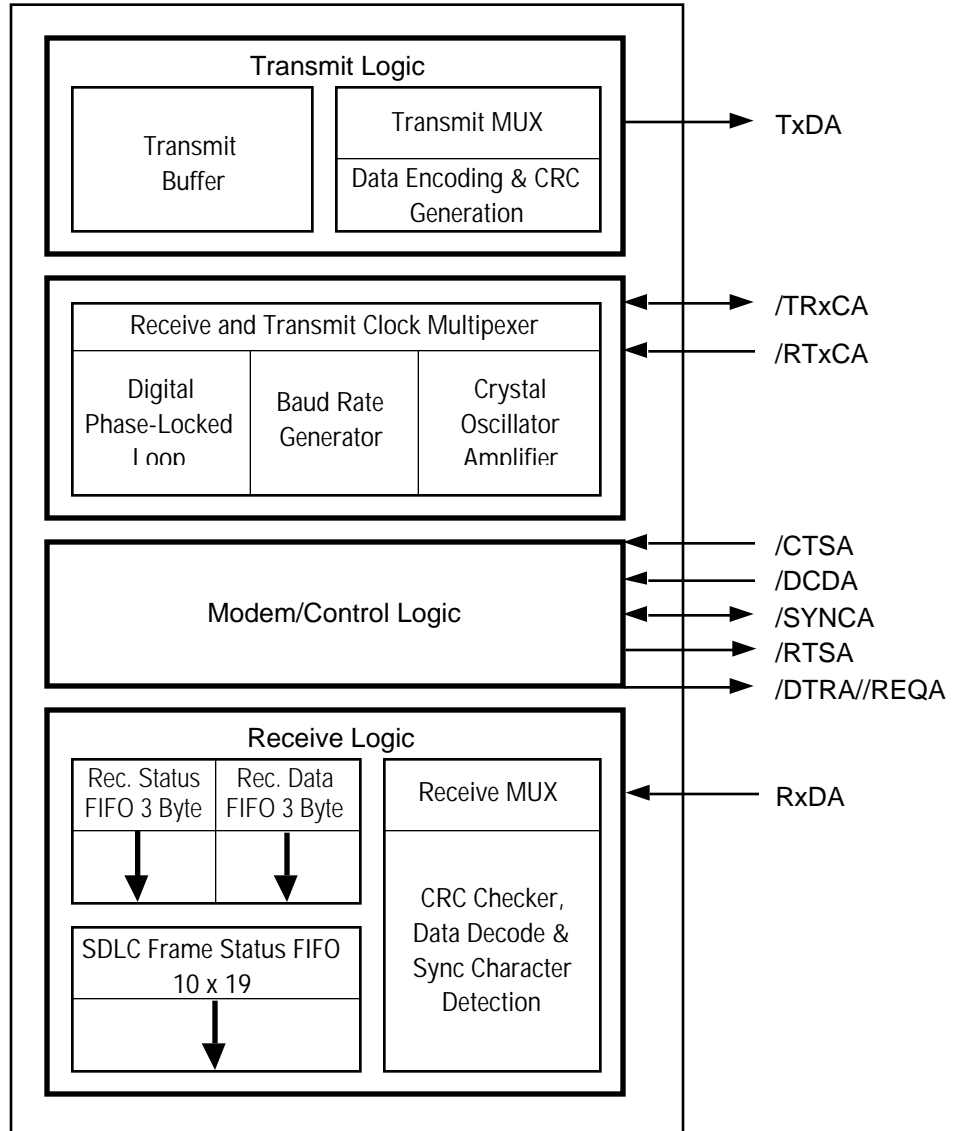 Transmit Logic
Transmit
Buffer
Transmit MUX
Data Encoding & CRC
Generation
TxDA
Receive and Transmit Clock Multipexer
Digital
Phase-Locked
Loop
Baud Rate
Generator
Crystal
Oscillator
Amplifier
/TRxCA
/RTxCA
Modem/Control Logic
/CTSA
/DCDA
/SYNCA
/RTSA
/DTRA//REQA
Receive Logic
Rec. Status
FIFO 3 Byte
Rec. Data
FIFO 3 Byte
Receive MUX
RxDA
CRC Checker,
Data Decode &
Sync Character
Detection
SDLC Frame Status FIFO
10 x 19